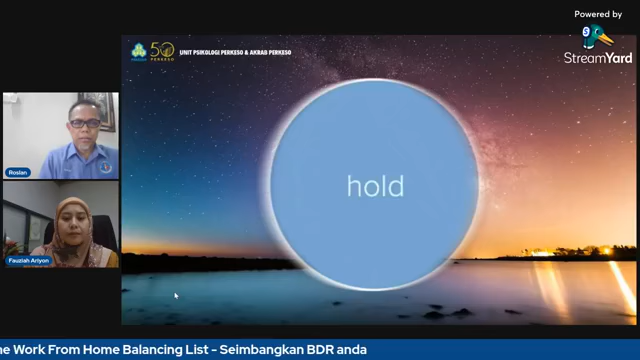 Powered by
StreamYard
50
PERKESO
UNIT PSIKOLOGI PERKESO & AKRAB PERKESO
hold
Roslan
Fauziah Ariyon
ne Work From Home Balancing List - Seimbangkan BDR anda